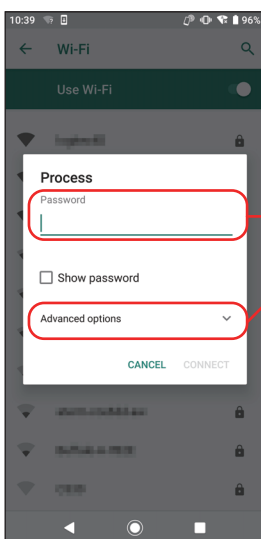 10:39 96%
Wi-Fi
Use Wi-Fi
Process
Password
Show password
Advanced options
CANCEL CONNECT